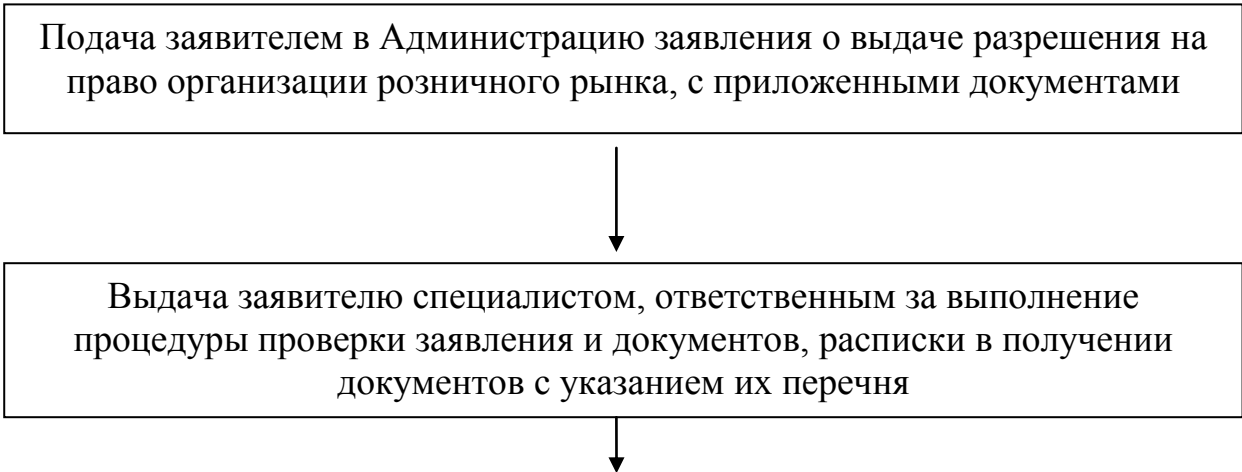 Подача заявителем в Администрацию заявления о выдаче разрешения на
право организации розничного рынка, с приложенными документами
Выдача заявителю специалистом, ответственным за выполнение
процедуры проверки заявления и документов, расписки в получении
документов с указанием их перечня